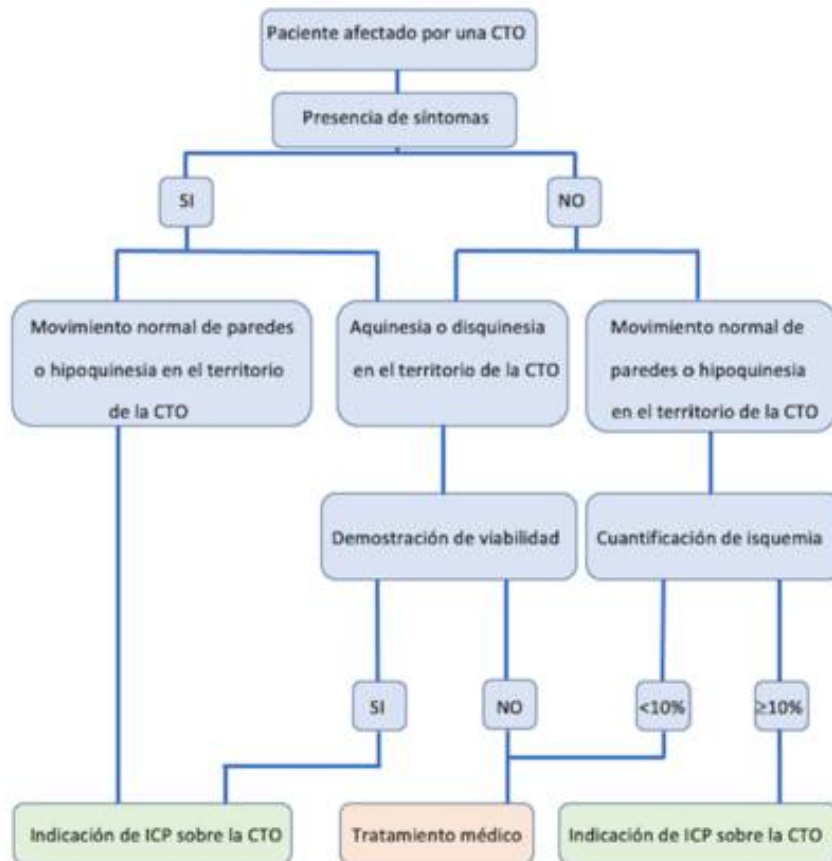 Paciente afectado por una CTO
Presencia de síntomas
SI
NO
Movimiento normal de paredes
o hipoquinesia en el territorio
de la CTO
Aquinesia o disquinesia
en el territorio de la CTO
Movimiento normal de
paredes o hipoquinesia
en el territorio de la CTO
Demostración de viabilidad
Cuantificación de isquemia
SI
NO
<10%
≥10%
Indicación de ICP sobre la CTO
Tratamiento médico
Indicación de ICP sobre la CTO